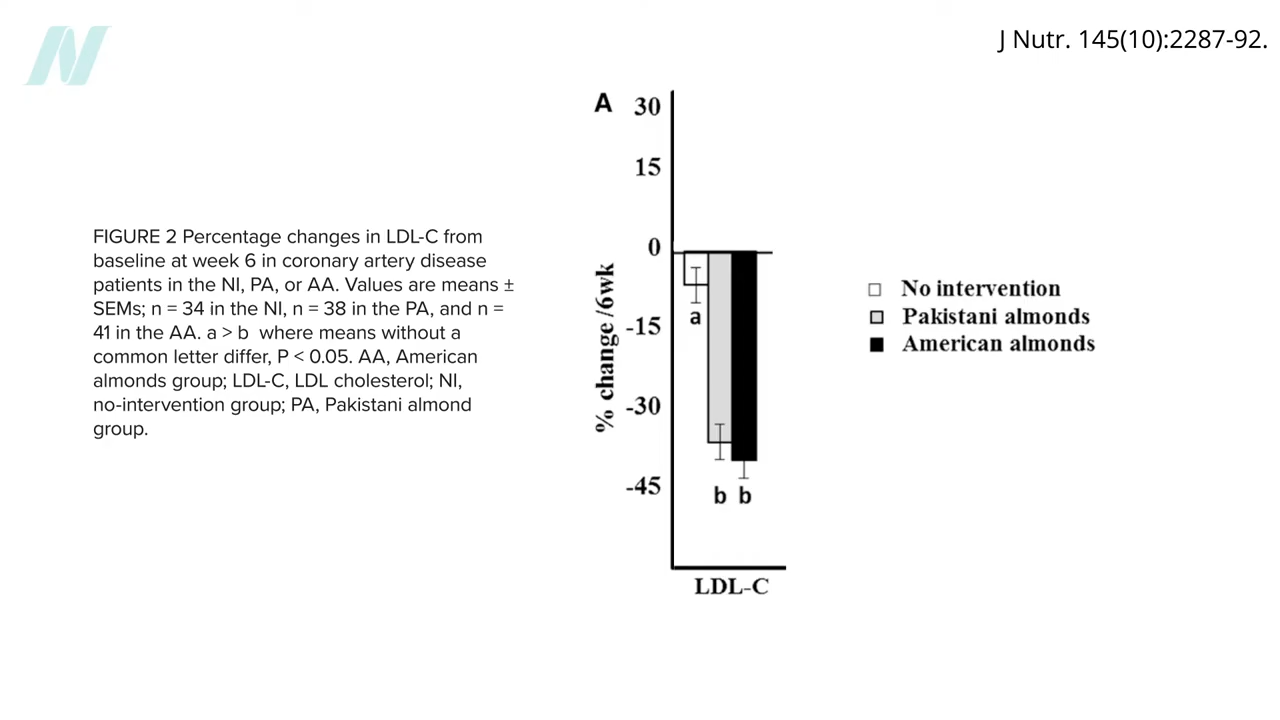 J Nutr. 145(10):2287-92.
FIGURE 2 Percentage changes in LDL-C from
baseline at week 6 in coronary artery disease
patients in the NI, PA, or AA. Values are means ±
SEMs; n = 34 in the NI, n = 38 in the PA, and n =
41 in the AA. a > b  where means without a
common letter differ, P < 0.05. AA, American
almonds group; LDL-C, LDL cholesterol; NI,
no-intervention group; PA, Pakistani almond
group.
A
30
15
0
-15
-30
-45
% change /6wk
a
b b
LDL-C
No intervention
Pakistani almonds
American almonds